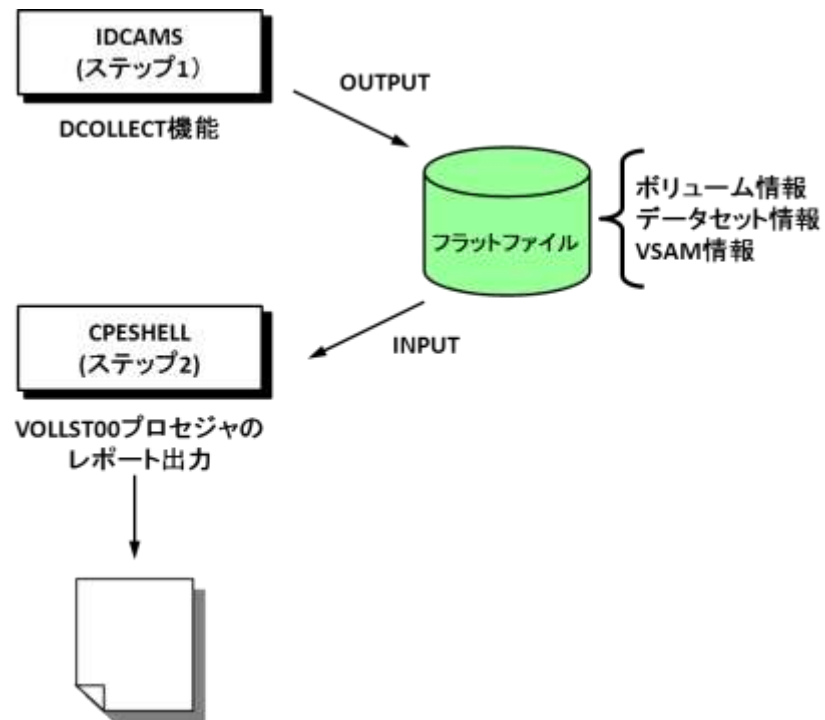 IDCAMS
(ステップ1)
DCOLLECT機能
OUTPUT
フラットファイル
ボリューム情報
データセット情報
VSAM情報
INPUT
CPESHELL
(ステップ2)
VOLLST00プロセジャの
レポート出力